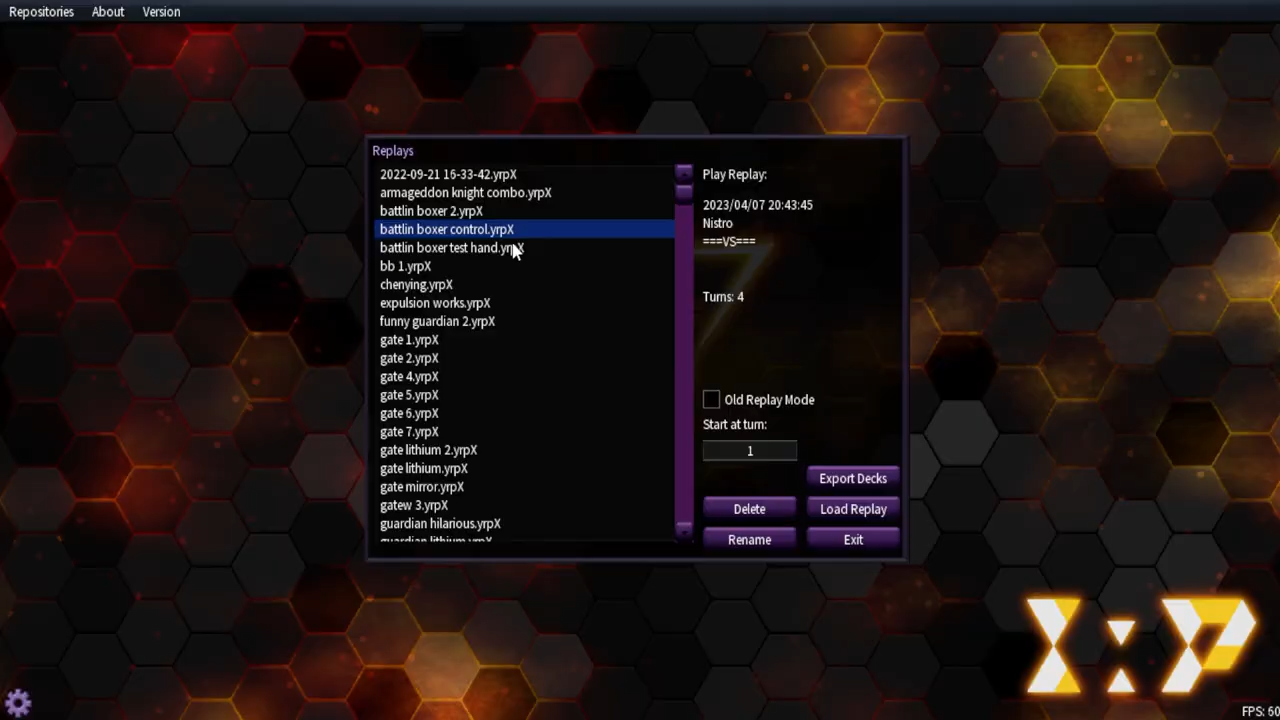 Repositories About Version
Replays
2022-09-21 16-33-42.yrpX
armageddon knight combo.yrpX
battlin boxer 2.yrpX
battlin boxer control.yrpX
battlin boxer test hand.yrpX
bb 1.yrpX
chenying.yrpX
expulsion works.yrpX
funny guardian 2.yrpX
gate 1.yrpX
gate 2.yrpX
gate 4.yrpX
gate 5.yrpX
gate 6.yrpX
gate 7.yrpX
gate lithium 2.yrpX
gate lithium.yrpX
gate mirror.yrpX
gatew 3.yrpX
guardian hilarious.yrpX
guardian lithium.yrpX
Play Replay:
2023/04/07 20:43:45
Nistro
===VS===
Turns: 4
Old Replay Mode
Start at turn:
1
Export Decks
Delete Load Replay
Rename Exit
FPS: 60